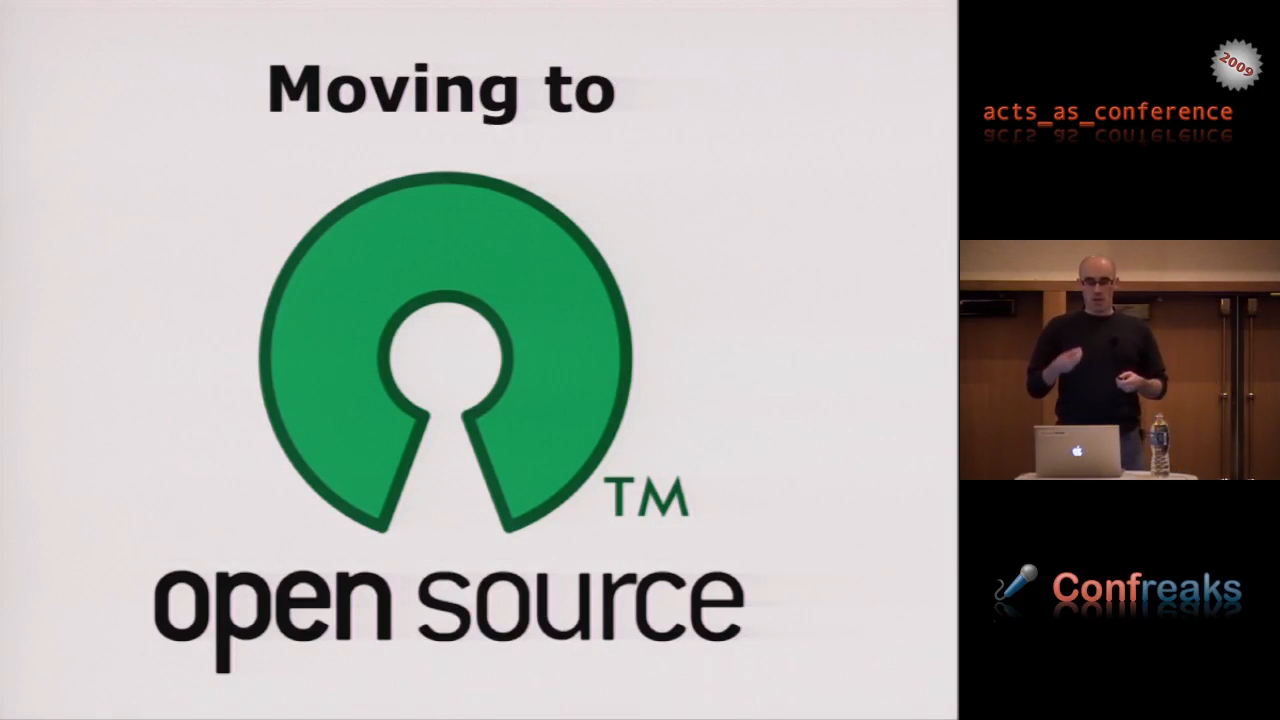 Moving to
TM
open source
2009
acts_as_conference
Confreaks